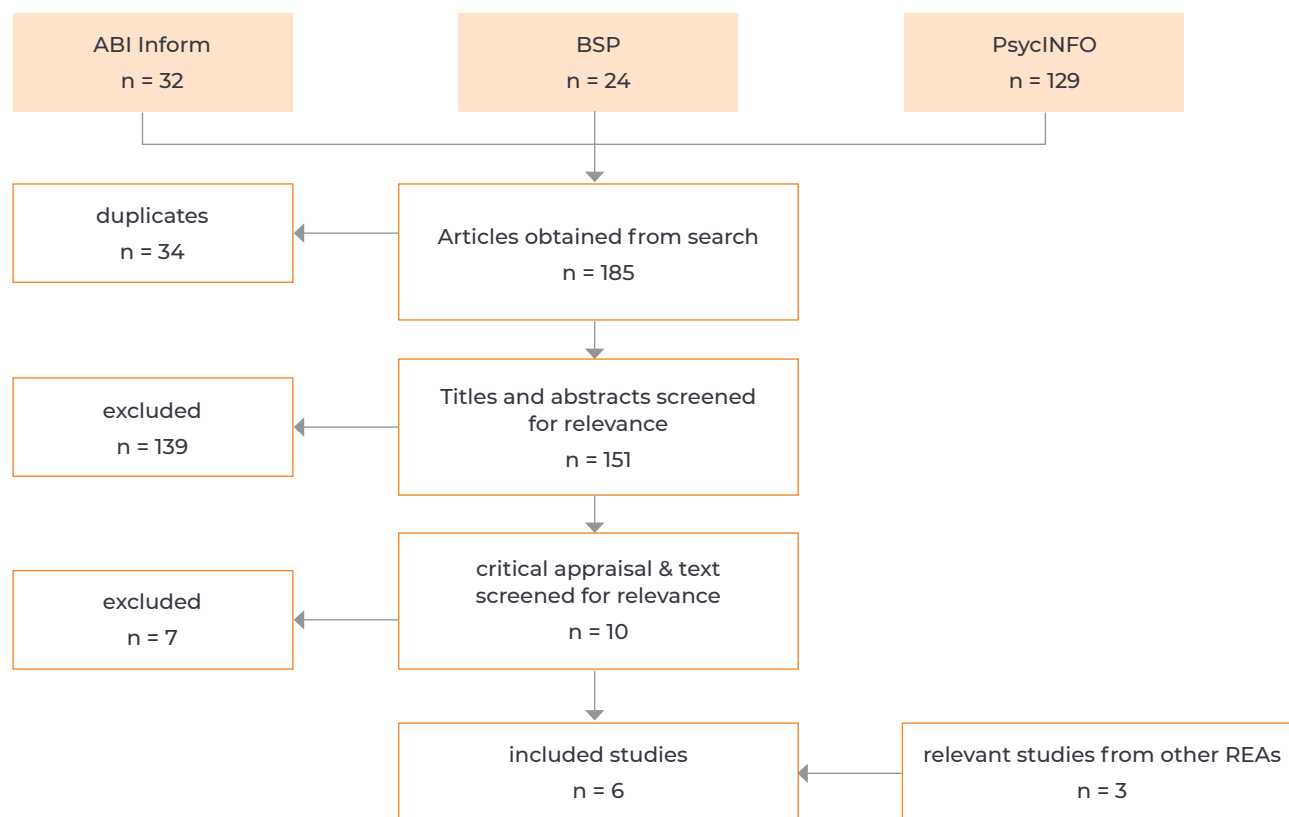 ABI Inform
n = 32
BSP
n = 24
PsycINFO
n = 129
duplicates
n = 34
Articles obtained from search
n = 185
excluded
n = 139
Titles and abstracts screened
for relevance
n = 151
excluded
n = 7
critical appraisal & text
screened for relevance
n = 10
included studies
n = 6
relevant studies from other REAs
n = 3